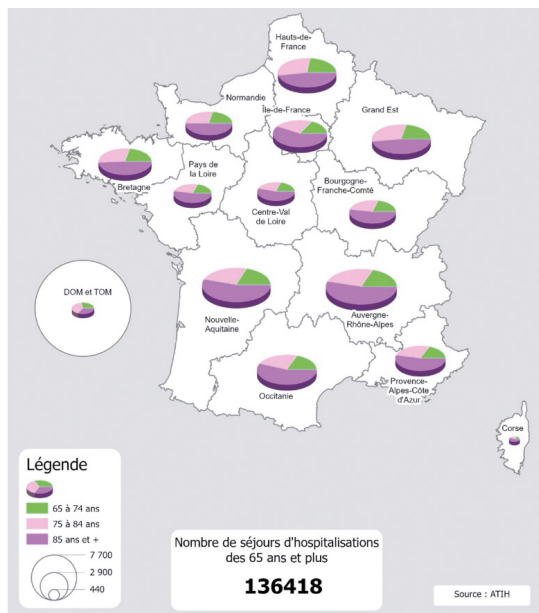 Hauts-de-
France
Normandie
Île-de-France
Grand Est
Bretagne
Pays de
la Loire
Centre-Val
de Loire
Bourgogne-
Franche-Comté
DOM et TOM
Nouvelle-
Aquitaine
Auvergne-
Rhône-Alpes
Occitanie
Provence-
Alpes-Côte
d'Azur
Corse
Légende
65 à 74 ans
75 à 84 ans
85 ans et +
7 700
2 900
440
Nombre de séjours d'hospitalisations
des 65 ans et plus
136418
Source : ATIH